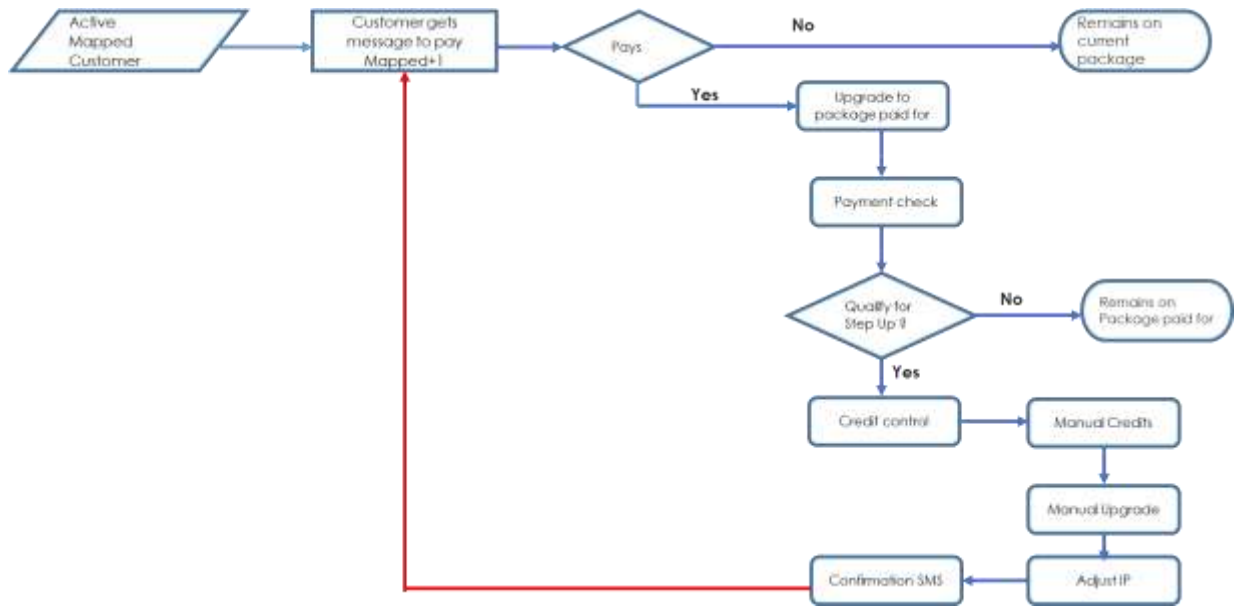 Active
Mapped
Customer
Customer gets
message to pay
Mapped+1
Pays
No
Remains on
current
package
Yes
Upgrade to
package paid for
Payment check
Qualify for
Step Up ?
No
Remains on
Package paid for
Yes
Credit control
Manual Credits
Manual Upgrade
Confirmation SMS
Adjust IP